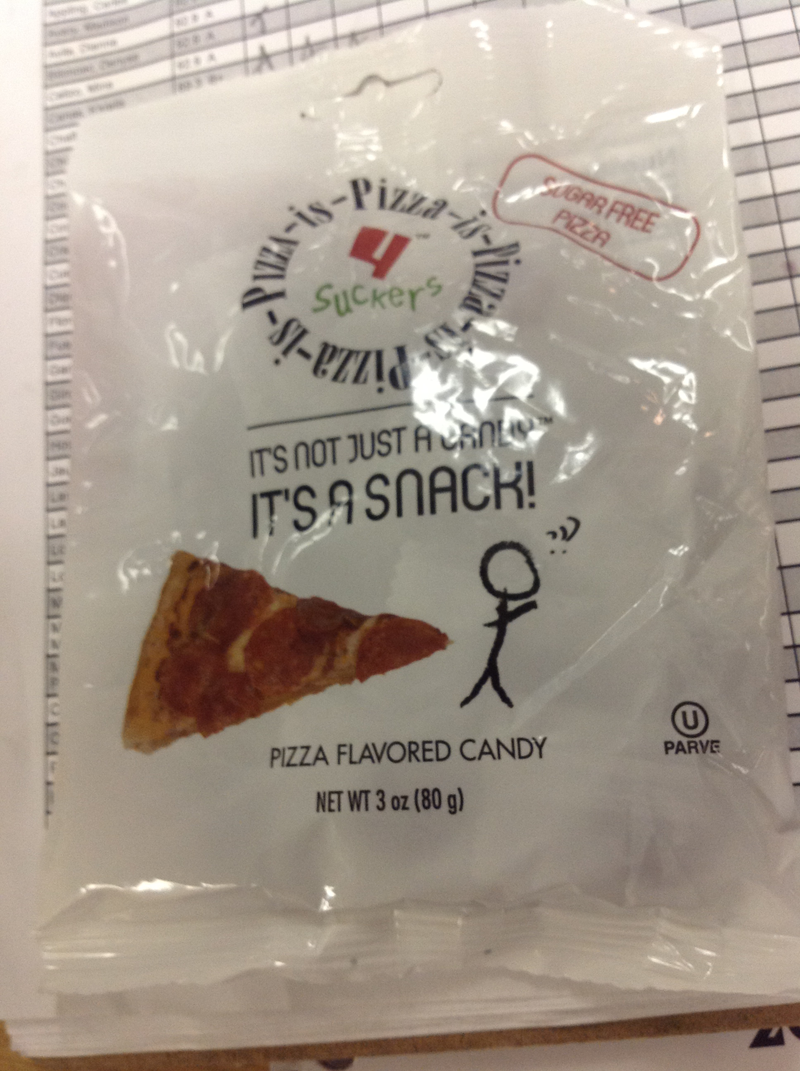 SUGAR FREE
PIZZA
Pizza-is-Pizza-is-Pizza-is-Pizza-is-
4
Suckers
IT'S NOT JUST A CANDY™
IT'S A SNACK!
PIZZA FLAVORED CANDY
NET WT 3 oz (80 g)
U
PARVE